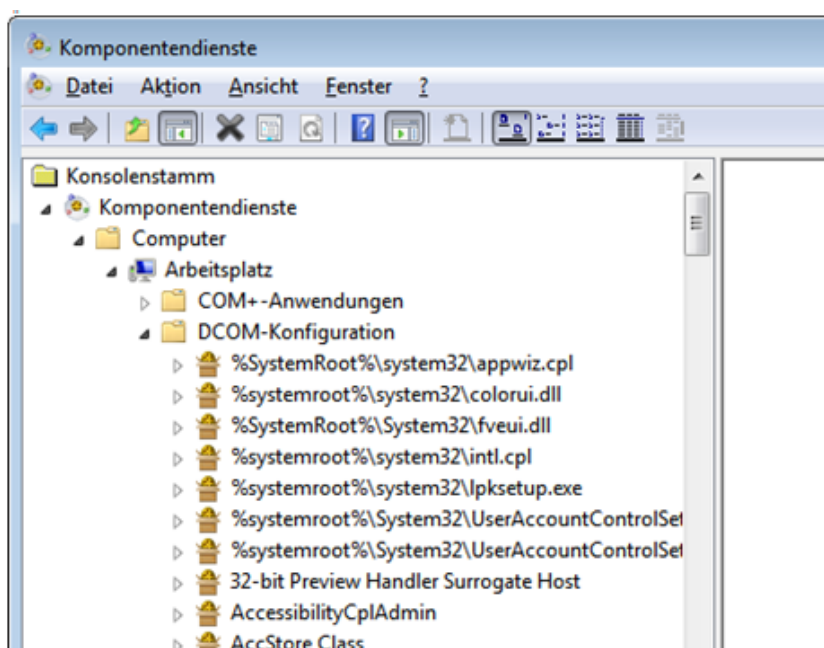 Komponentendienste
Datei Aktion Ansicht Fenster ?
Konsolenstamm
Komponentendienste
Computer
Arbeitsplatz
COM+-Anwendungen
DCOM-Konfiguration
%SystemRoot%\system32\appwiz.cpl
%systemroot%\system32\colorui.dll
%SystemRoot%\System32\fveui.dll
%systemroot%\system32\intl.cpl
%systemroot%\system32\lpksetup.exe
%systemroot%\System32\UserAccountControlSet
%systemroot%\System32\UserAccountControlSet
32-bit Preview Handler Surrogate Host
AccessibilityCplAdmin
AccStore Class